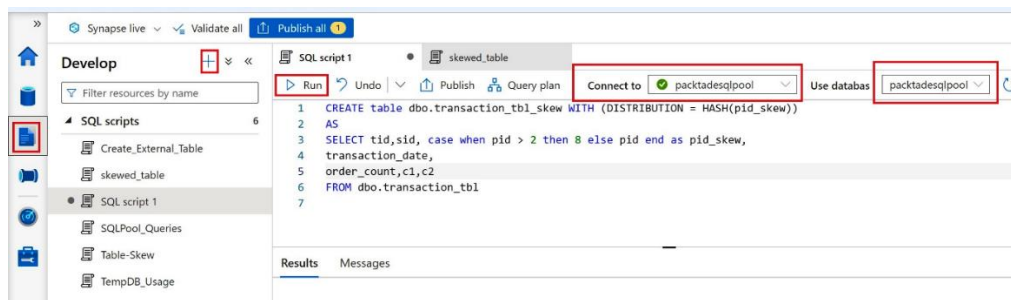 » Synapse live Validate all Publish all 1
Develop + «
Filter resources by name
SQL scripts 6
Create_External_Table
skewed_table
SQL script 1
SQLPool_Queries
Table-Skew
TempDB_Usage
SQL script 1 skewed_table
Run Undo Publish Query plan Connect to packtadesqlpool Use databas packtadesqlpool
1 CREATE table dbo.transaction_tbl_skew WITH (DISTRIBUTION = HASH(pid_skew))
2 AS
3 SELECT tid,sid, case when pid > 2 then 8 else pid end as pid_skew,
4 transaction_date,
5 order_count,c1,c2
6 FROM dbo.transaction_tbl
7
Results Messages